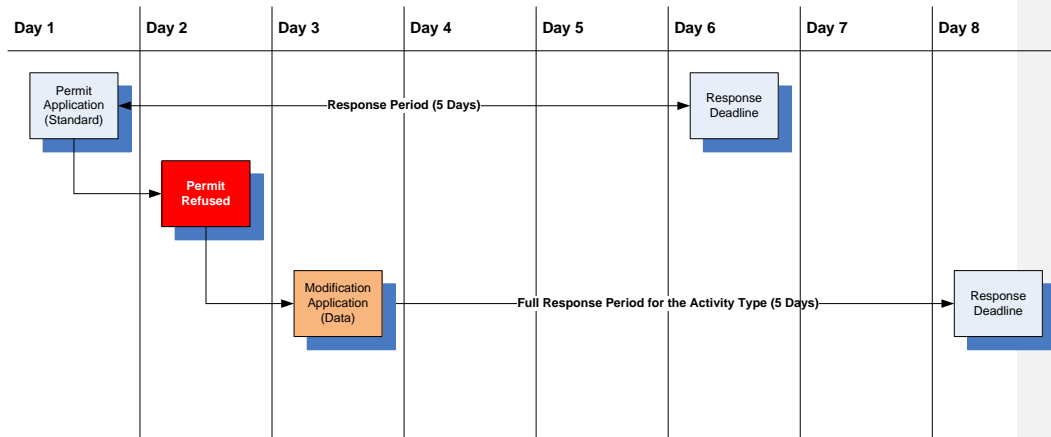 Day 1
Day 2
Day 3
Day 4
Day 5
Day 6
Day 7
Day 8
Permit
Application
(Standard)
Response Period (5 Days)
Response
Deadline
Permit
Refused
Modification
Application
(Data)
Full Response Period for the Activity Type (5 Days)
Response
Deadline